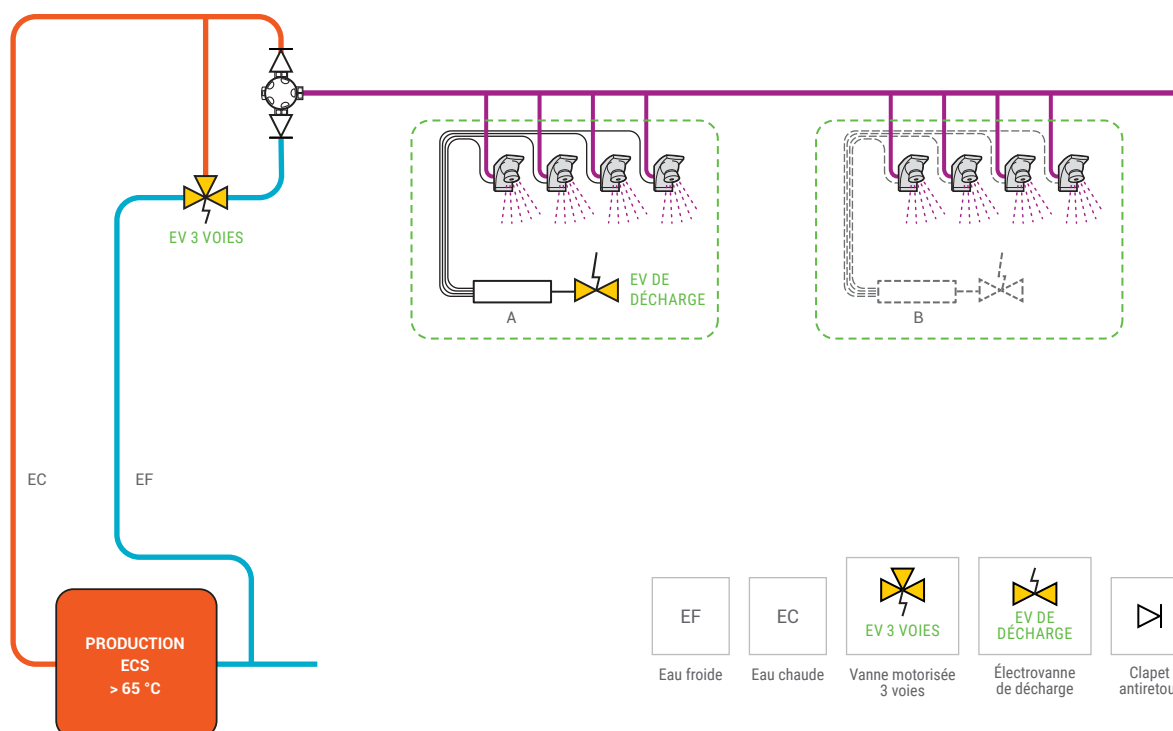 EV 3 VOIES
EV DE
DÉCHARGE
A
B
EC
EF
PRODUCTION
ECS
> 65 °C
EF
EC
EV 3 VOIES
EV DE
DÉCHARGE
Eau froide
Eau chaude
Vanne motorisée
3 voies
Électrovanne
de décharge
Clapet
antiretou